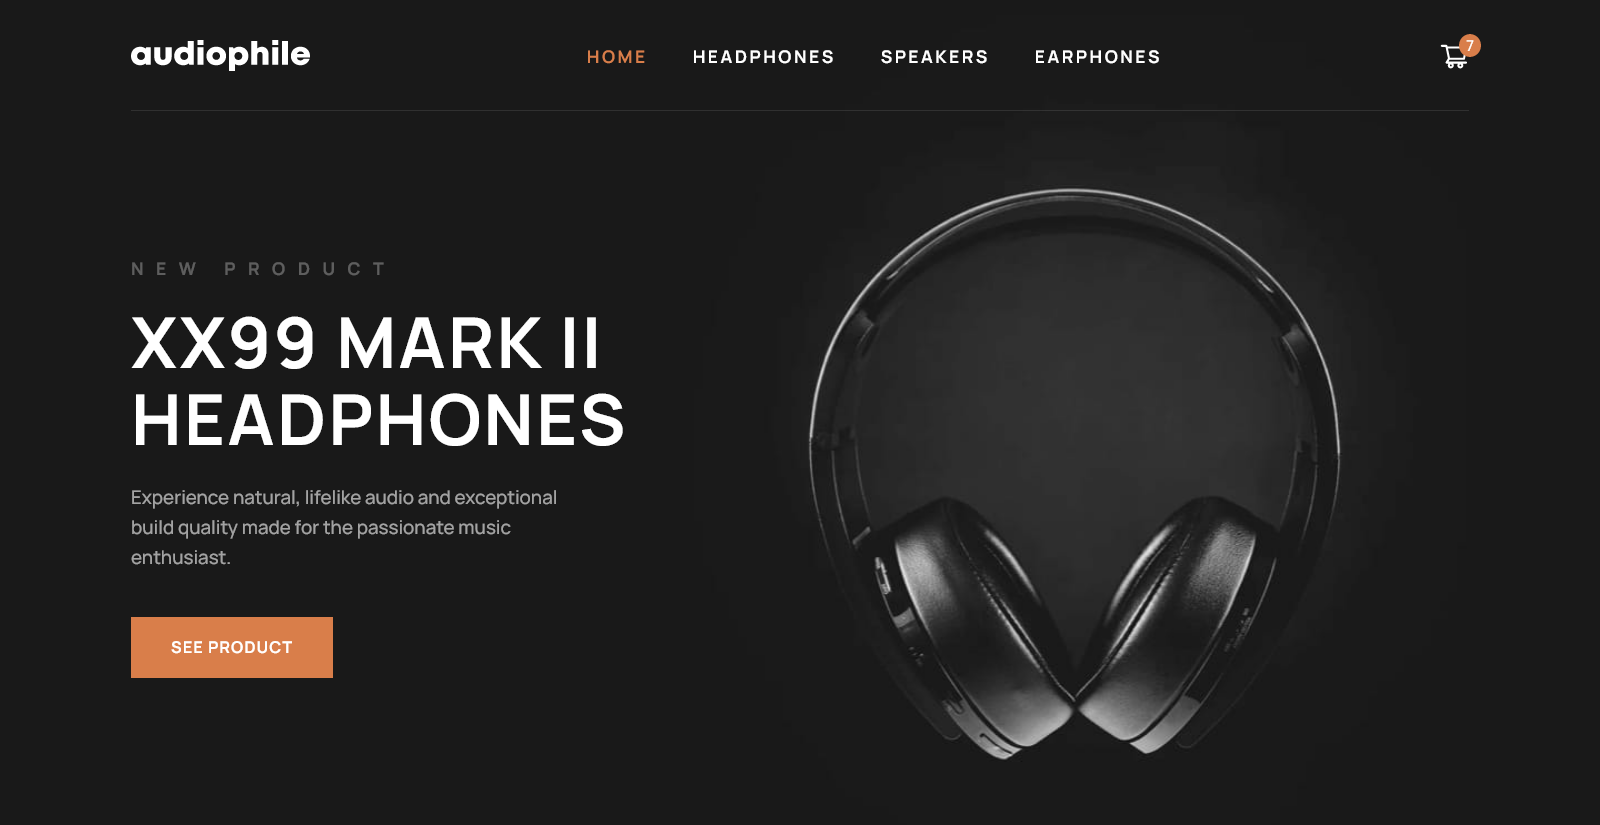 audiophile
HOME HEADPHONES SPEAKERS EARPHONES
7
NEW PRODUCT
XX99 MARK II
HEADPHONES
Experience natural, lifelike audio and exceptional
build quality made for the passionate music
enthusiast.
SEE PRODUCT